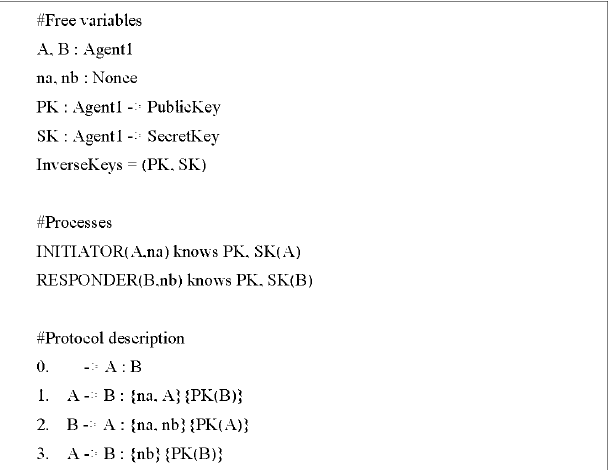 #Free variables
A, B : Agent1
na, nb : Nonce
PK : Agent1 -> PublicKey
SK : Agent1 -> SecretKey
InverseKeys = (PK, SK)
#Processes
INITIATOR(A,na) knows PK, SK(A)
RESPONDER(B,nb) knows PK, SK(B)
#Protocol description
0. -> A : B
1. A -> B : {na, A}{PK(B)}
2. B -> A : {na, nb}{PK(A)}
3. A -> B : {nb}{PK(B)}